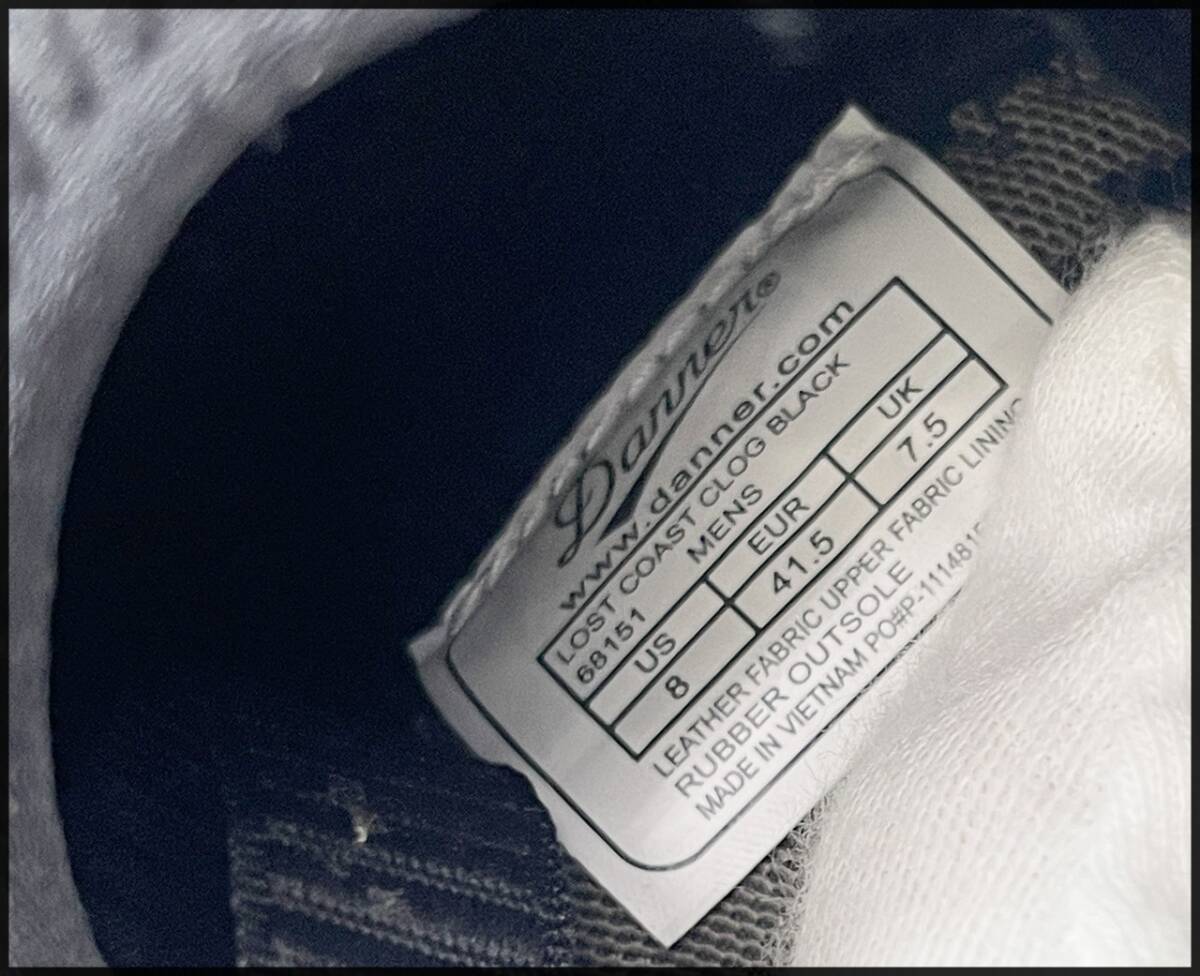 Danner®
www.danner.com
LOST COAST CLOG BLACK
68151 MENS
US EUR UK
8 41.5 7.5
LEATHER FABRIC UPPER FABRIC LINING
RUBBER OUTSOLE
MADE IN VIETNAM PO#P-111481